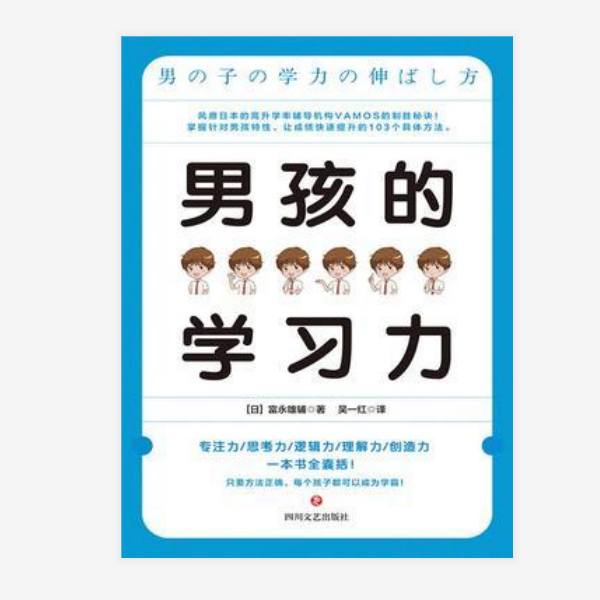 男の子の学力の伸ばし方
风靡日本的高升学率辅导机构VAMOS的制胜秘诀！
掌握针对男孩特性、让成绩快速提升的103个具体方法。
男孩的
学习力
[日] 富永雄辅◎著 吴一红◎译
专注力/思考力/逻辑力/理解力/创造力
一本书全囊括！
只要方法正确，每个孩子都可以成为学霸！
四川文艺出版社